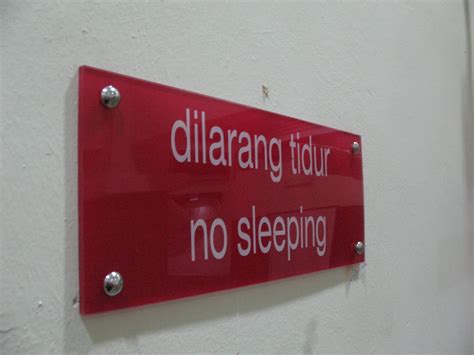 dilarang tidur
no sleeping